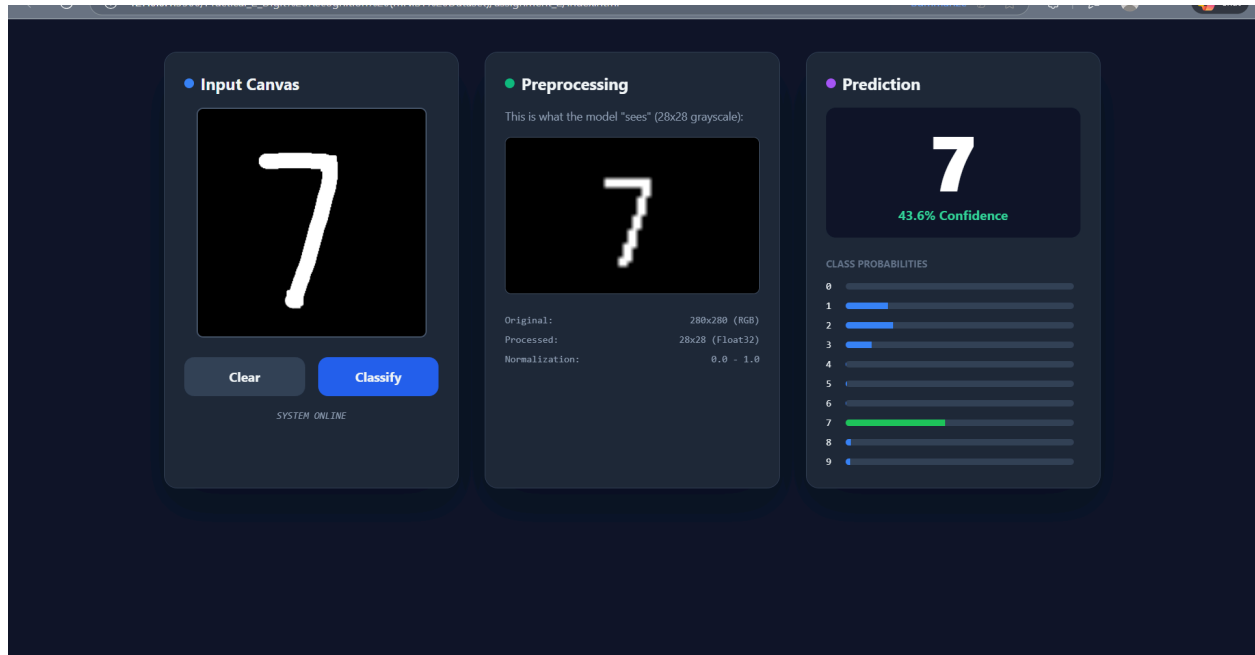 Input Canvas
7
Clear
Classify
SYSTEM ONLINE
Preprocessing
This is what the model "sees" (28x28 grayscale):
7
Original: 280x280 (RGB)
Processed: 28x28 (Float32)
Normalization: 0.0 - 1.0
Prediction
7
43.6% Confidence
CLASS PROBABILITIES
0
1
2
3
4
5
6
7
8
9